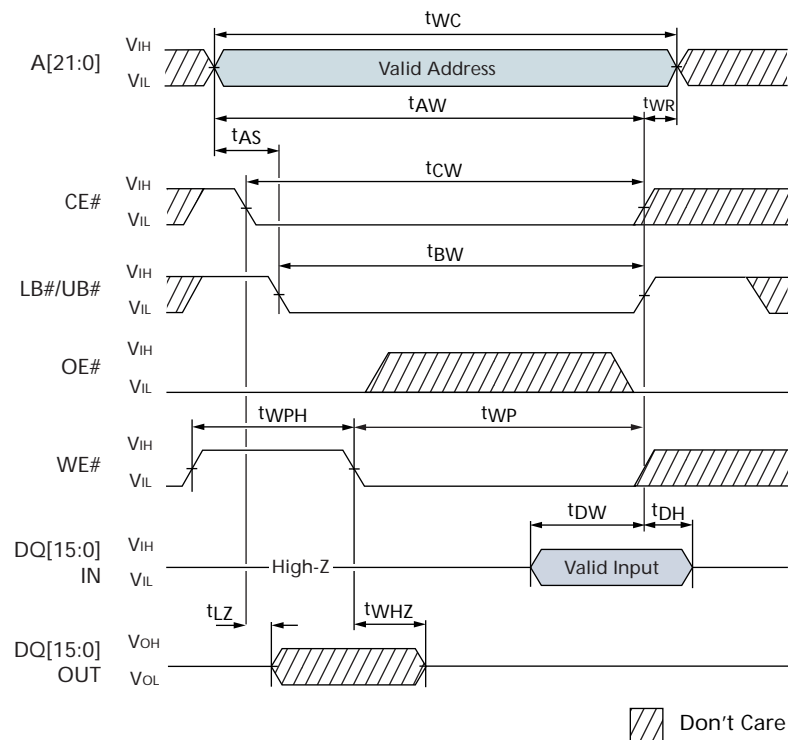 tWC
A[21:0]
VIH
VIL
Valid Address
tAW
tWR
tAS
CE#
VIH
VIL
tCW
LB#/UB#
VIH
VIL
tBW
OE#
VIH
VIL
tWPH
tWP
WE#
VIH
VIL
tDW
tDH
DQ[15:0]
IN
VIH
VIL
High-Z
Valid Input
tLZ
tWHZ
DQ[15:0]
OUT
VOH
VOL
Don't Care